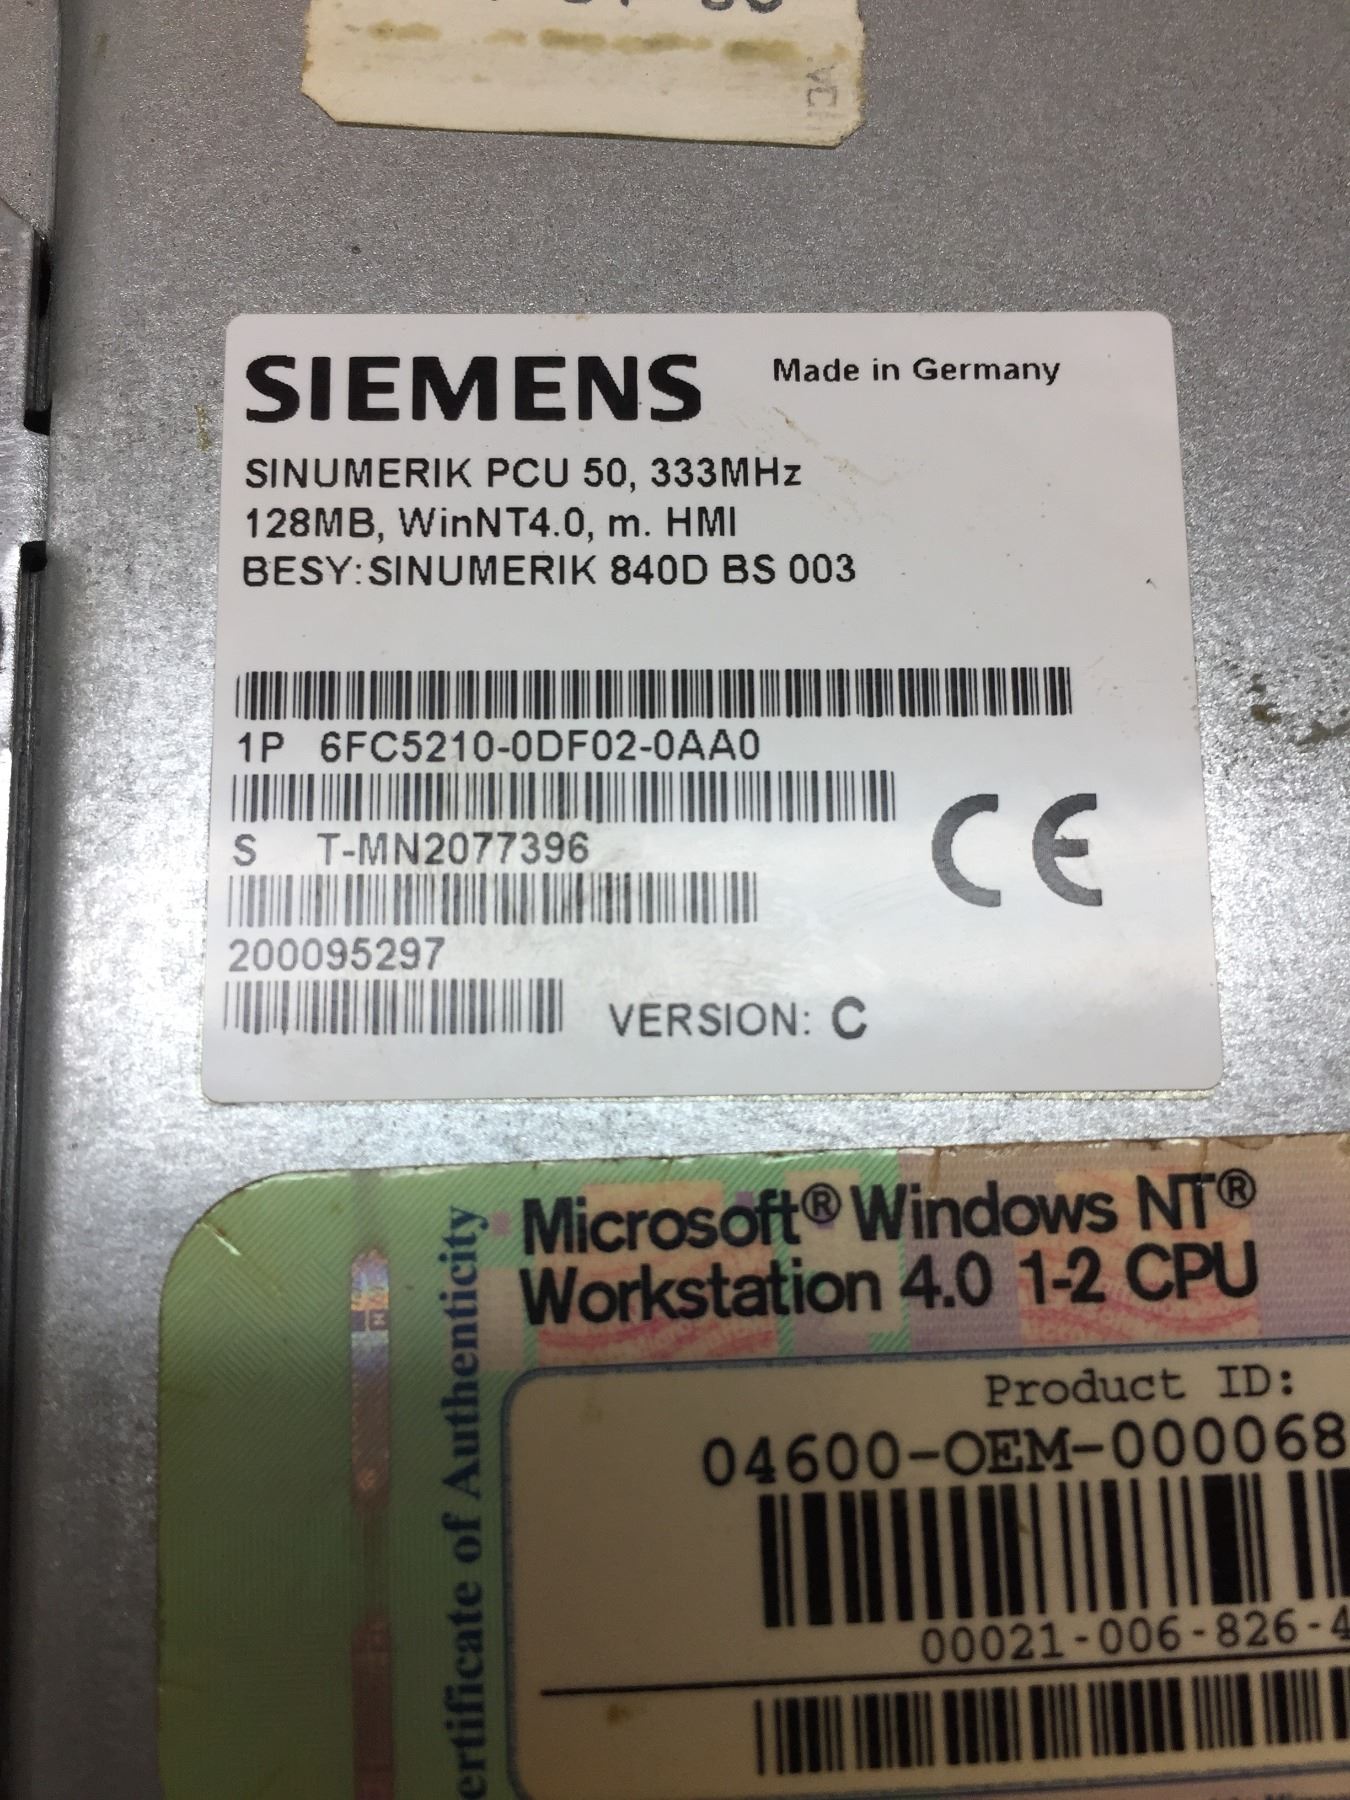 SIEMENS Made in Germany
SINUMERIK PCU 50, 333MHz
128MB, WinNT4.0, m. HMI
BESY:SINUMERIK 840D BS 003
1P 6FC5210-0DF02-0AA0
S T-MN2077396
200095297
VERSION: C
CE
Microsoft® Windows NT®
Workstation 4.0 1-2 CPU
ertificate of Authenticity
Product ID:
04600-OEM-000068
00021-006-826-4